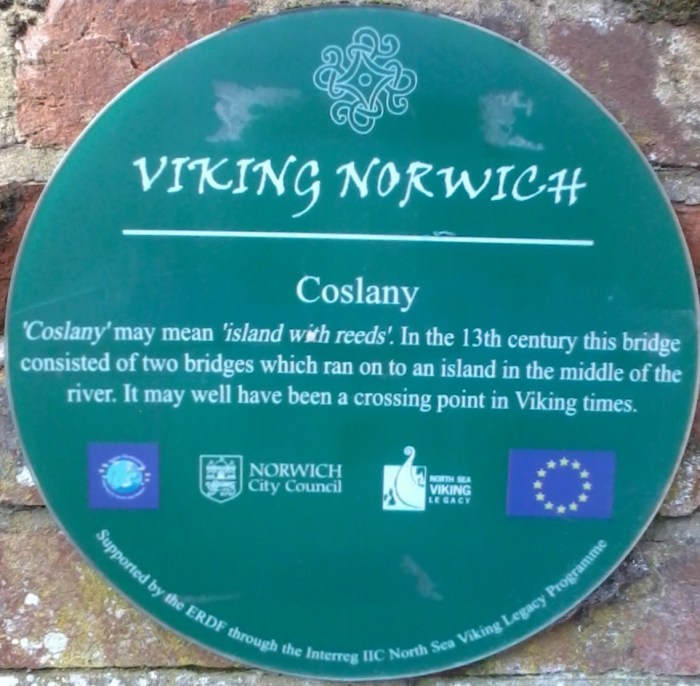 VIKING NORWICH
Coslany
'Coslany' may mean 'island with reeds'. In the 13th century this bridge
consisted of two bridges which ran on to an island in the middle of the
river. It may well have been a crossing point in Viking times.
NORWICH
City Council
NORTH SEA
VIKING
LEGACY
Supported by the ERDF through the Interreg IIC North Sea Viking Legacy Programme